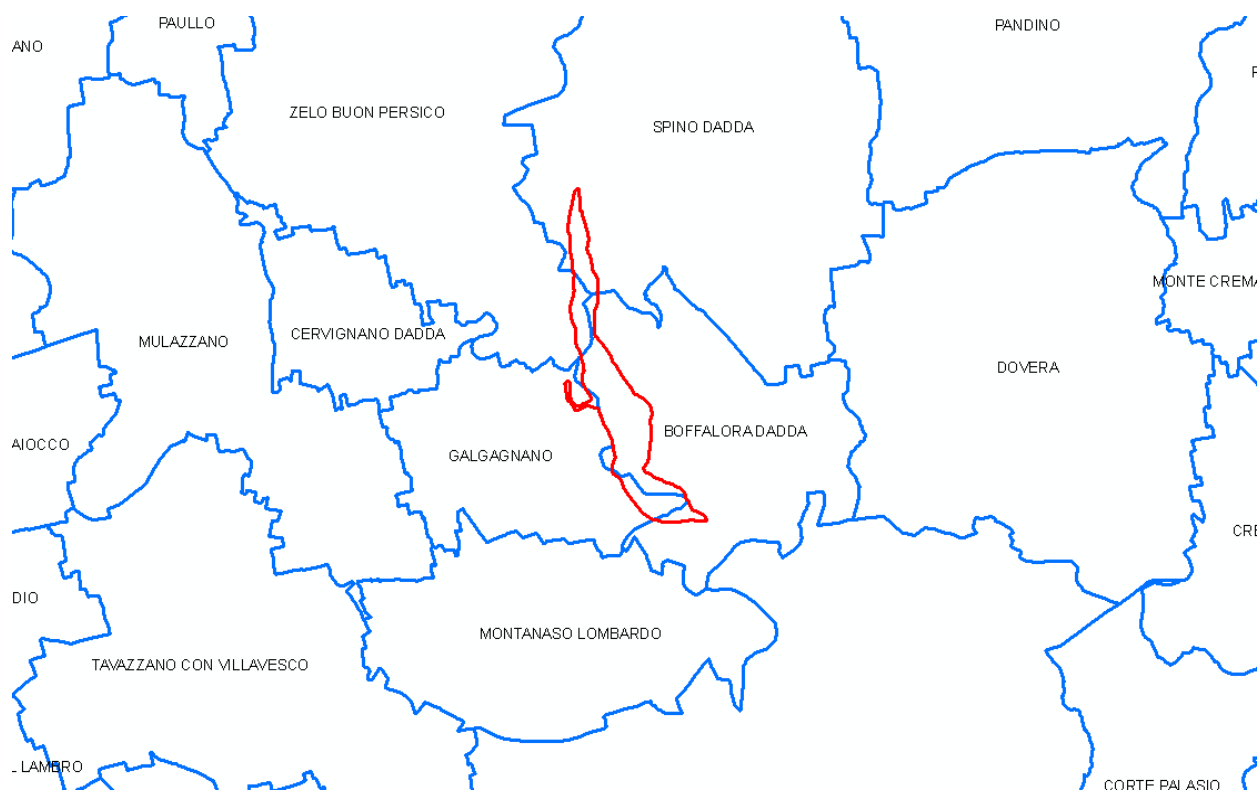 PAULLO
PANDINO
ANO
ZELO BUON PERSICO
SPINO DADDA
MONTE CREMA
CERVIGNANO DADDA
MULAZZANO
DOVERA
BOFFALORA DADDA
AIOCCO
GALGAGNANO
CRE
DIO
MONTANASO LOMBARDO
TAVAZZANO CON VILLAVESCO
LAMBRO
CORTE PALASIO